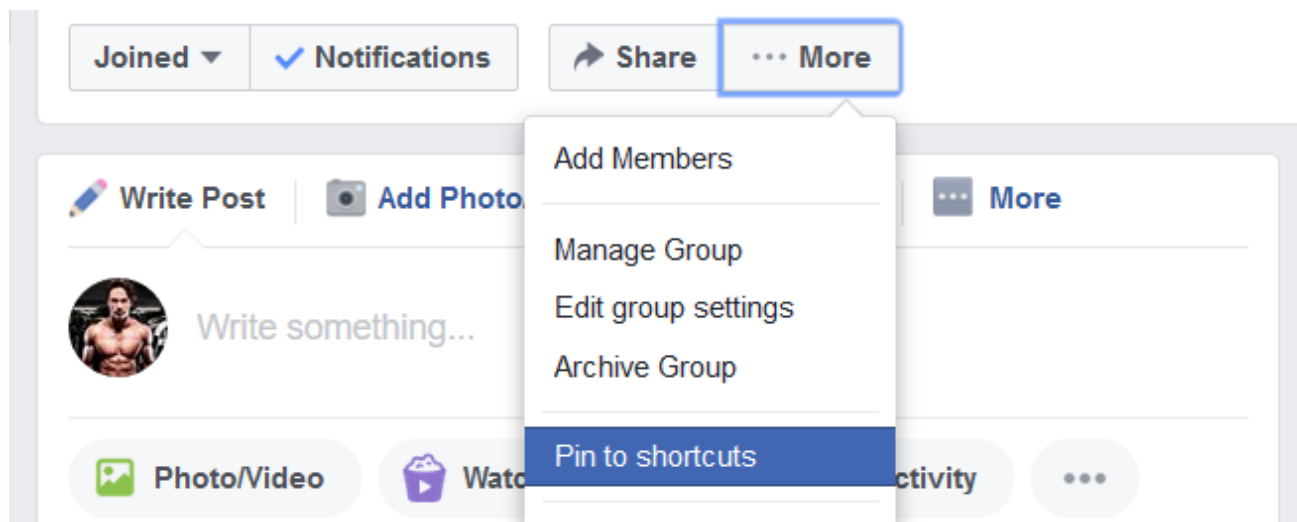 Joined Notifications Share ··· More
Add Members
Write Post Add Photo More
Manage Group
Edit group settings
Write something...
Archive Group
Pin to shortcuts
Photo/Video